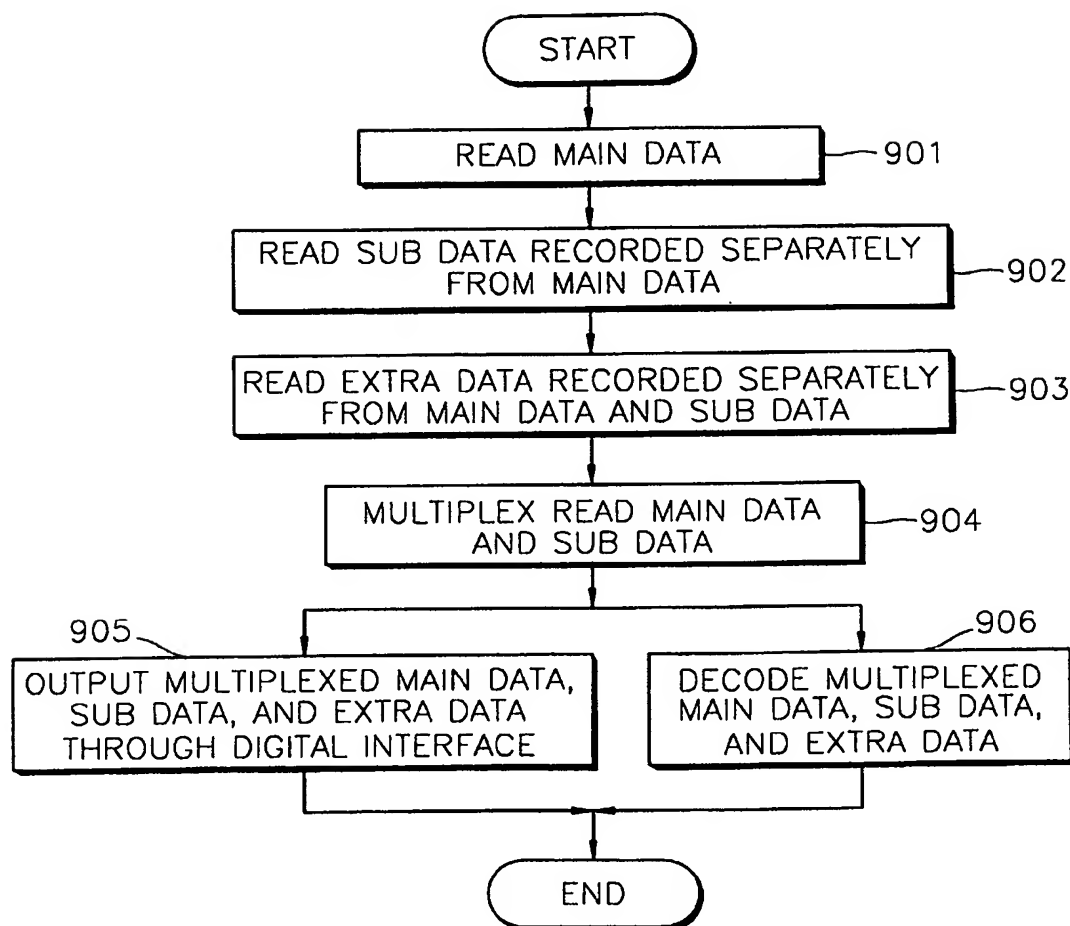 START
READ MAIN DATA
901
READ SUB DATA RECORDED SEPARATELY
FROM MAIN DATA
902
READ EXTRA DATA RECORDED SEPARATELY
FROM MAIN DATA AND SUB DATA
903
MULTIPLEX READ MAIN DATA
AND SUB DATA
904
905
OUTPUT MULTIPLEXED MAIN DATA,
SUB DATA, AND EXTRA DATA
THROUGH DIGITAL INTERFACE
906
DECODE MULTIPLEXED
MAIN DATA, SUB DATA,
AND EXTRA DATA
END